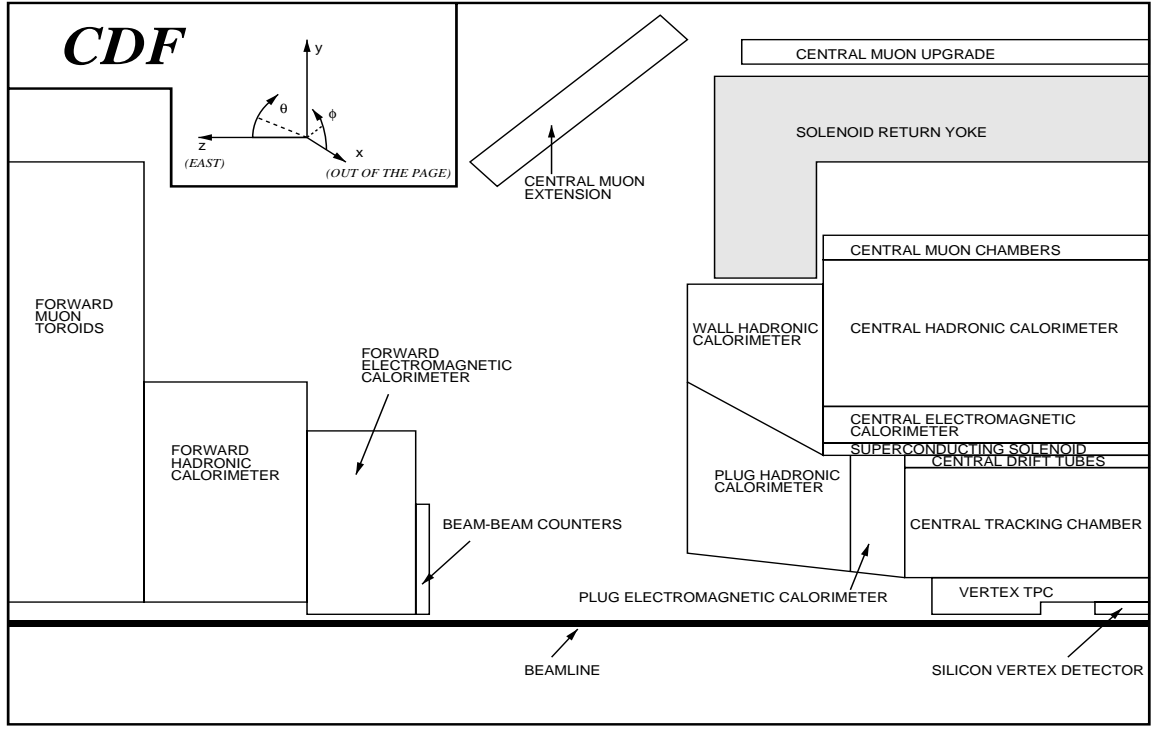 CDF
y
θ
ϕ
z
x
(EAST)
(OUT OF THE PAGE)
CENTRAL MUON
EXTENSION
CENTRAL MUON UPGRADE
SOLENOID RETURN YOKE
CENTRAL MUON CHAMBERS
FORWARD
MUON
TOROIDS
WALL HADRONIC
CALORIMETER
CENTRAL HADRONIC CALORIMETER
FORWARD
ELECTROMAGNETIC
CALORIMETER
CENTRAL ELECTROMAGNETIC
CALORIMETER
SUPERCONDUCTING SOLENOID
CENTRAL DRIFT TUBES
FORWARD
HADRONIC
CALORIMETER
PLUG HADRONIC
CALORIMETER
BEAM-BEAM COUNTERS
CENTRAL TRACKING CHAMBER
PLUG ELECTROMAGNETIC CALORIMETER
VERTEX TPC
BEAMLINE
SILICON VERTEX DETECTOR